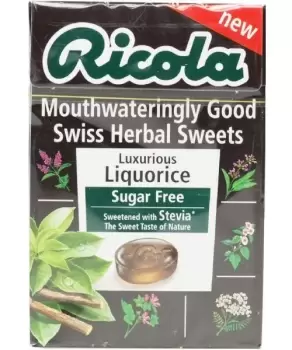 new
Ricola
Mouthwateringly Good
Swiss Herbal Sweets
Luxurious
Liquorice
Sugar Free
Sweetened with Stevia*
The Sweet Taste of Nature